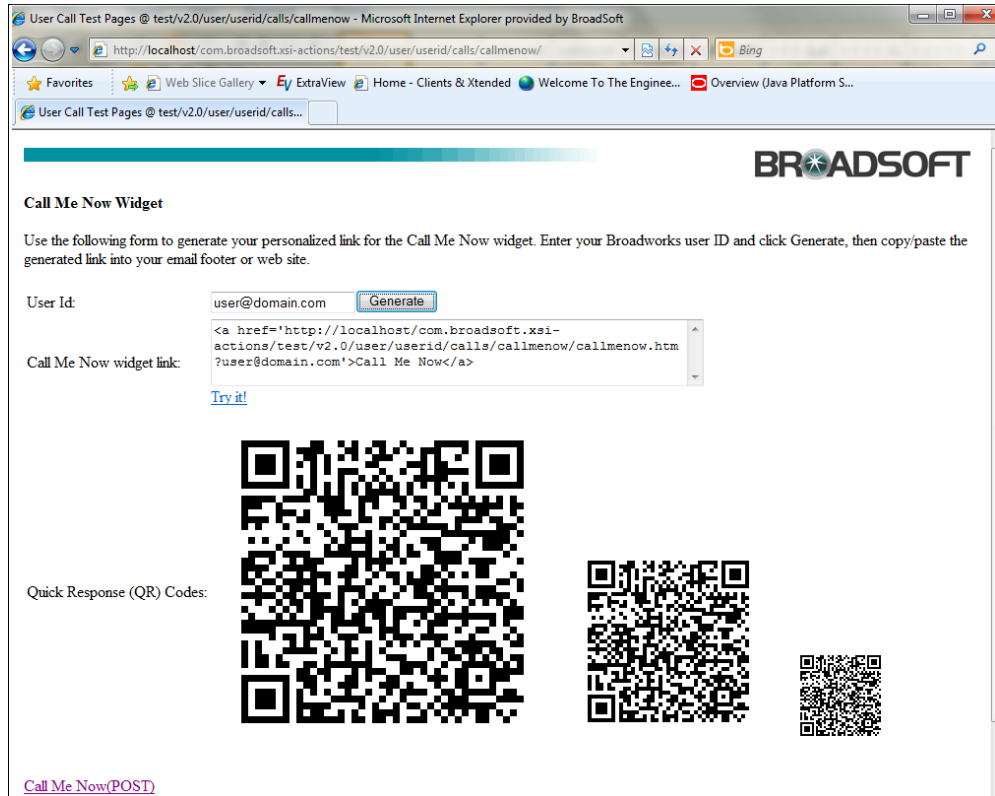 User Call Test Pages @ test/v2.0/user/userid/calls/callmenow - Microsoft Internet Explorer provided by BroadSoft
http://localhost/com.broadsoft.xsi-actions/test/v2.0/user/userid/calls/callmenow/
Bing
Favorites
Web Slice Gallery
EV ExtraView
Home - Clients & Xtended
Welcome To The Enginee...
Overview (Java Platform S...
User Call Test Pages @ test/v2.0/user/userid/calls...
BROADSOFT
Call Me Now Widget
Use the following form to generate your personalized link for the Call Me Now widget. Enter your Broadworks user ID and click Generate, then copy/paste the
generated link into your email footer or web site.
User Id:
user@domain.com
Generate
Call Me Now widget link:
<a href='http://localhost/com.broadsoft.xsi-
actions/test/v2.0/user/userid/calls/callmenow/callmenow.htm
?user@domain.com'>Call Me Now</a>
Try it!
Quick Response (QR) Codes:
Call Me Now(POST)